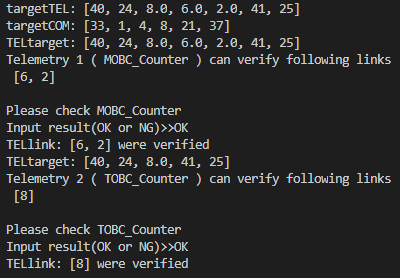 targetTEL: [40, 24, 8.0, 6.0, 2.0, 41, 25]
targetCOM: [33, 1, 4, 8, 21, 37]
TELtarget: [40, 24, 8.0, 6.0, 2.0, 41, 25]
Telemetry 1 ( MOBC_Counter ) can verify following links
 [6, 2]

Please check MOBC_Counter
Input result(OK or NG)>>OK
TELlink: [6, 2] were verified
TELtarget: [40, 24, 8.0, 41, 25]
Telemetry 2 ( TOBC_Counter ) can verify following links
 [8]

Please check TOBC_Counter
Input result(OK or NG)>>OK
TELlink: [8] were verified